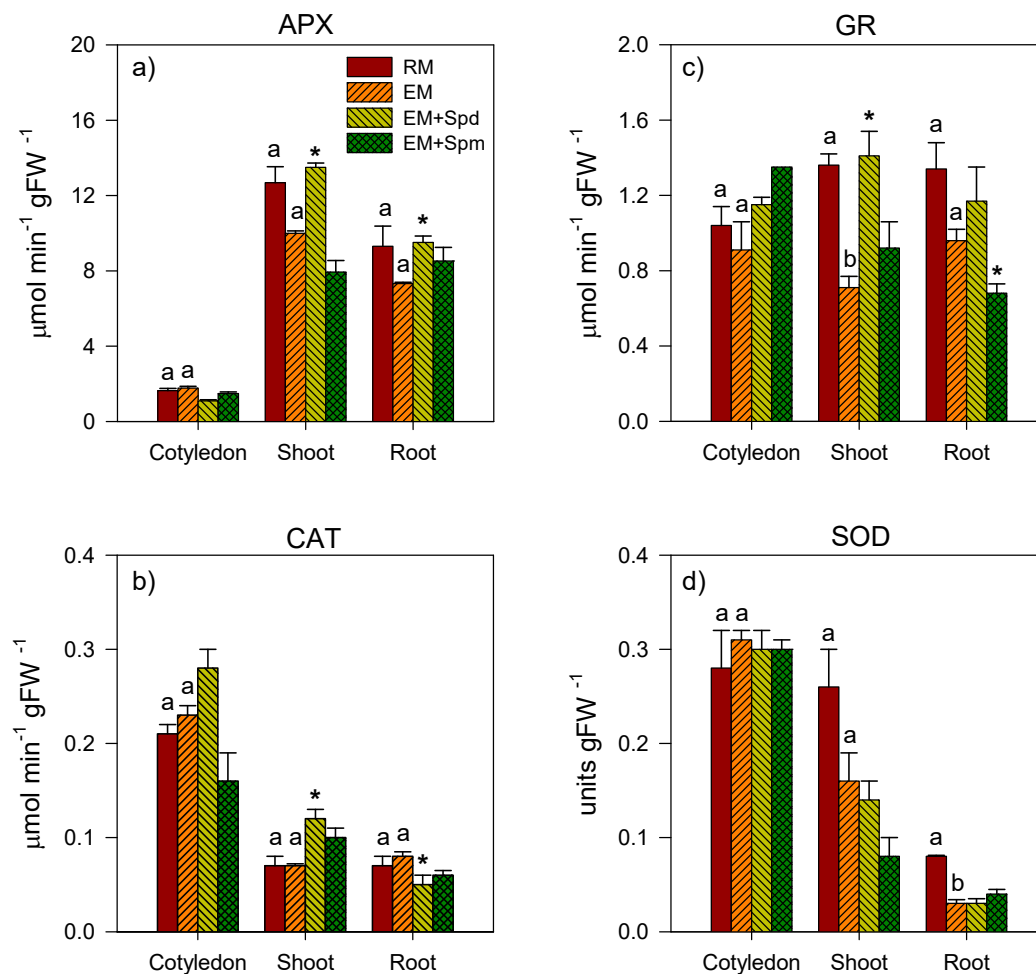 APX
a)
20
16
12
8
4
0
μmol min⁻¹ gFW ⁻¹
RM
EM
EM+Spd
EM+Spm
a a
a a *
a a *
Cotyledon Shoot Root
GR
c)
2.0
1.6
1.2
0.8
0.4
0.0
μmol min⁻¹ gFW ⁻¹
a a
a b *
a a *
Cotyledon Shoot Root
CAT
b)
0.4
0.3
0.2
0.1
0.0
μmol min⁻¹ gFW ⁻¹
a a
a a *
a a *
Cotyledon Shoot Root
SOD
d)
0.4
0.3
0.2
0.1
0.0
units gFW ⁻¹
a a
a a
a b
Cotyledon Shoot Root